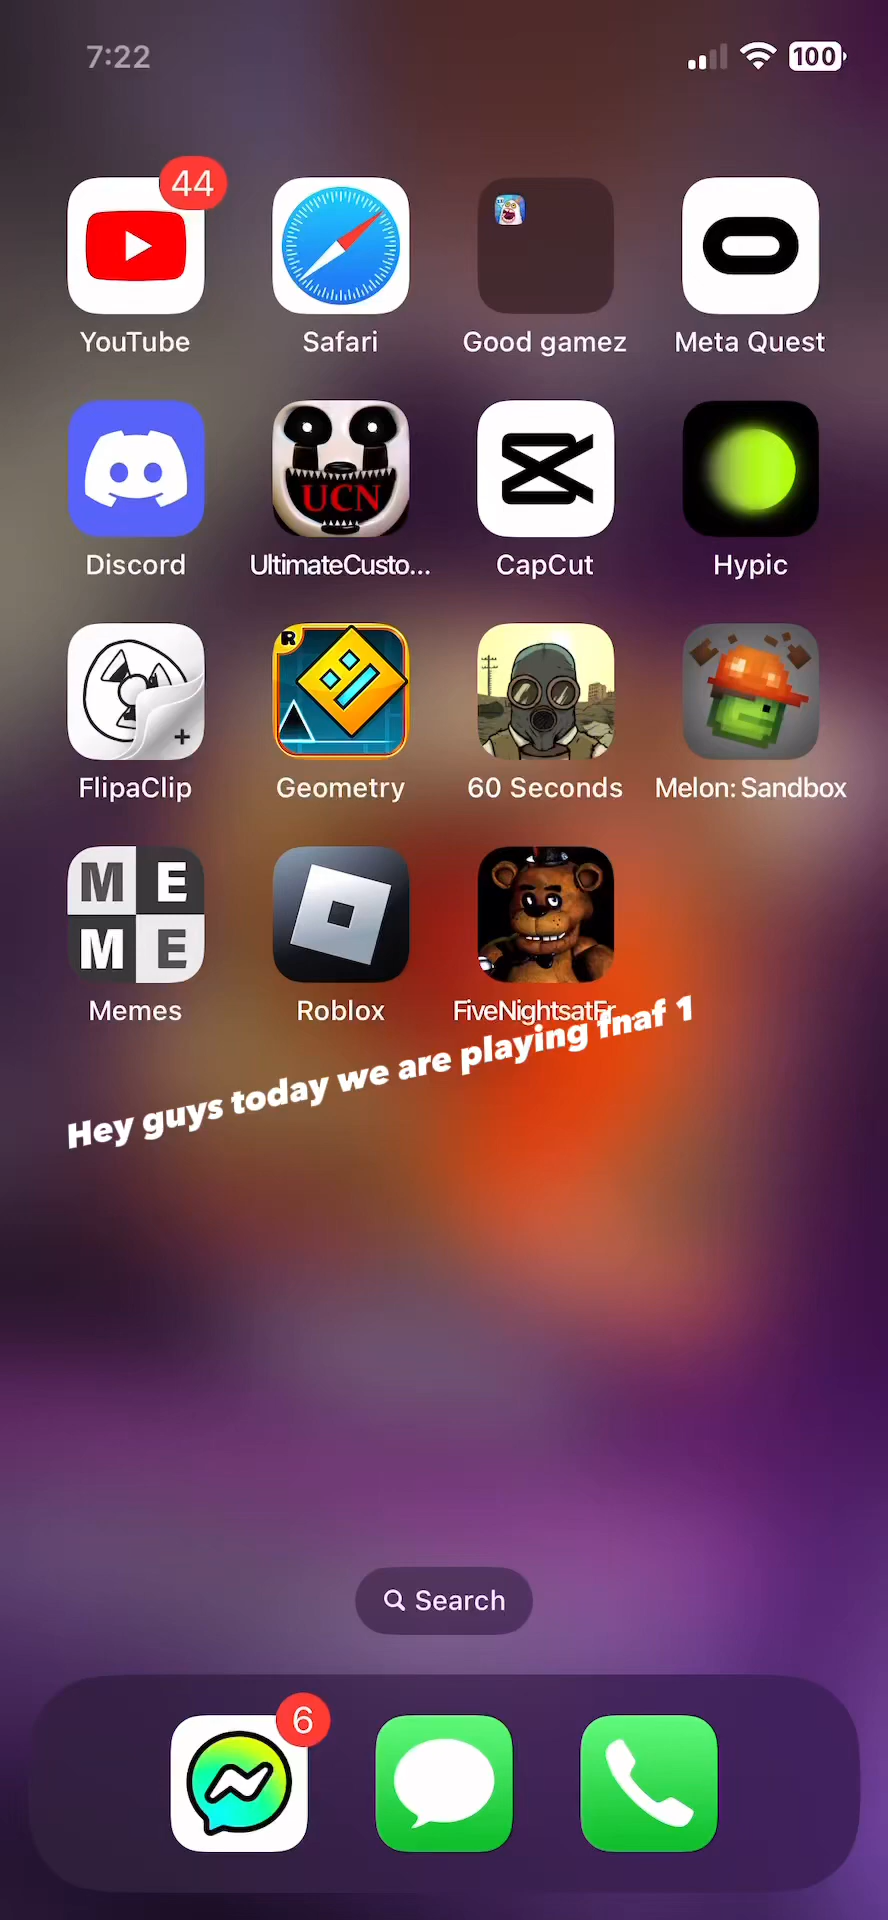 7:22
100
44
YouTube
Safari
Good gamez
Meta Quest
UCN
Discord
UltimateCusto...
CapCut
Hypic
R
FlipaClip
Geometry
60 Seconds
Melon: Sandbox
M E
M E
Memes
Roblox
FiveNightsatFr...
Hey guys today we are playing fnaf 1
Search
6